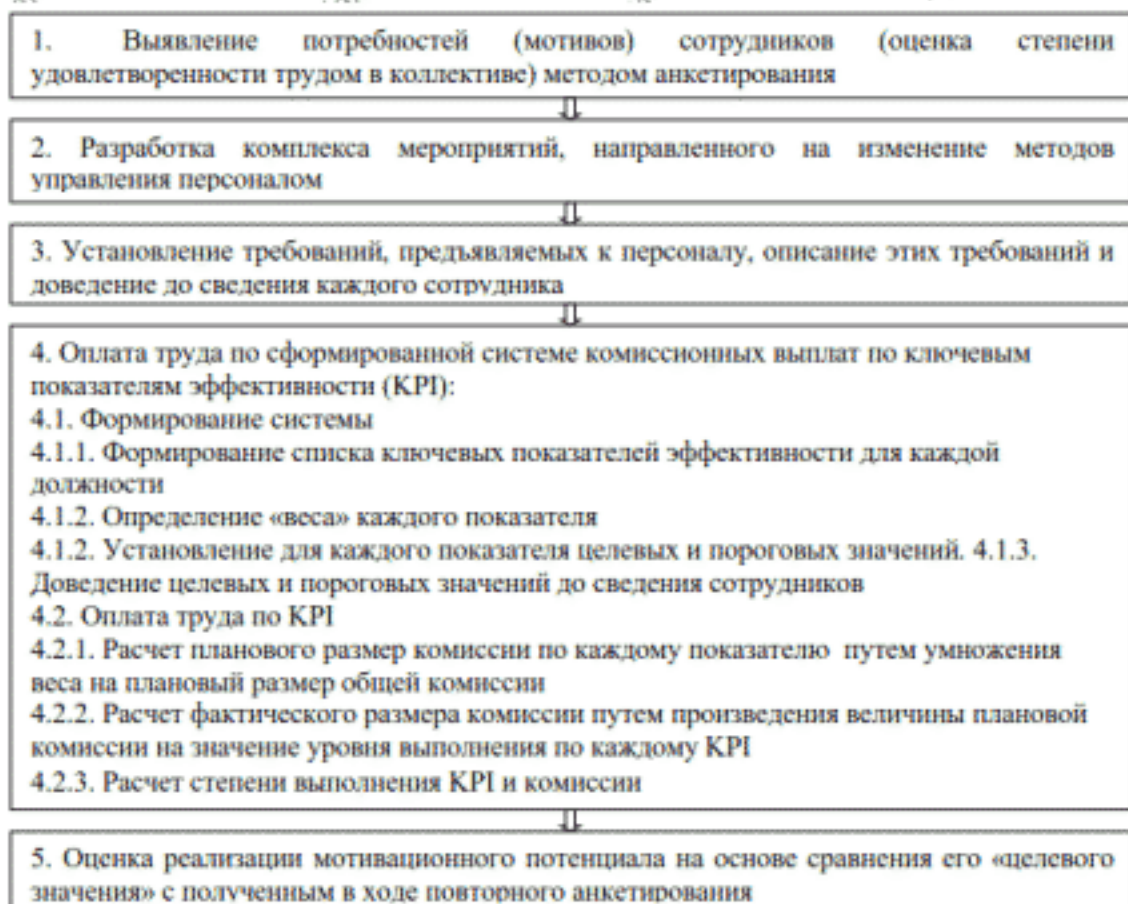 1. Выявление потребностей (мотивов) сотрудников (оценка степени
удовлетворенности трудом в коллективе) методом анкетирования
2. Разработка комплекса мероприятий, направленного на изменение методов
управления персоналом
3. Установление требований, предъявляемых к персоналу, описание этих требований и
доведение до сведения каждого сотрудника
4. Оплата труда по сформированной системе комиссионных выплат по ключевым
показателям эффективности (KPI):
4.1. Формирование системы
4.1.1. Формирование списка ключевых показателей эффективности для каждой
должности
4.1.2. Определение «веса» каждого показателя
4.1.2. Установление для каждого показателя целевых и пороговых значений. 4.1.3.
Доведение целевых и пороговых значений до сведения сотрудников
4.2. Оплата труда по KPI
4.2.1. Расчет планового размер комиссии по каждому показателю путем умножения
веса на плановый размер общей комиссии
4.2.2. Расчет фактического размера комиссии путем произведения величины плановой
комиссии на значение уровня выполнения по каждому KPI
4.2.3. Расчет степени выполнения KPI и комиссии
5. Оценка реализации мотивационного потенциала на основе сравнения его «целевого
значения» с полученным в ходе повторного анкетирования